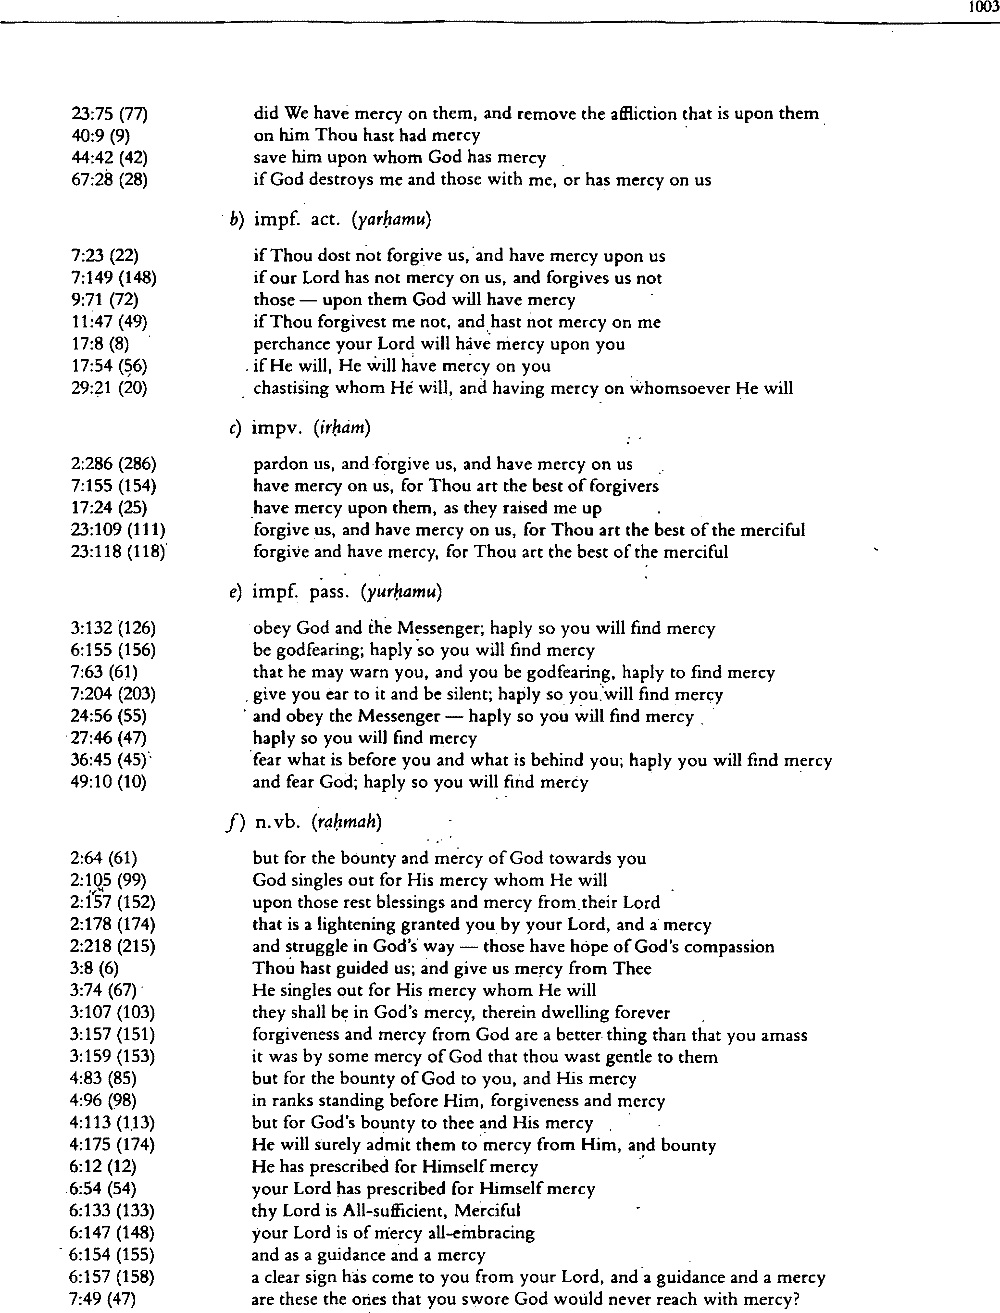 1003
23:75 (77) did We have mercy on them, and remove the affliction that is upon them
40:9 (9) on him Thou hast had mercy
44:42 (42) save him upon whom God has mercy
67:28 (28) if God destroys me and those with me, or has mercy on us
b) impf. act. (yarḥamu)
7:23 (22) if Thou dost not forgive us, and have mercy upon us
7:149 (148) if our Lord has not mercy on us, and forgives us not
9:71 (72) those — upon them God will have mercy
11:47 (49) if Thou forgivest me not, and hast not mercy on me
17:8 (8) perchance your Lord will have mercy upon you
17:54 (56) if He will, He will have mercy on you
29:21 (20) chastising whom He will, and having mercy on whomsoever He will
c) impv. (irḥam)
2:286 (286) pardon us, and forgive us, and have mercy on us
7:155 (154) have mercy on us, for Thou art the best of forgivers
17:24 (25) have mercy upon them, as they raised me up
23:109 (111) forgive us, and have mercy on us, for Thou art the best of the merciful
23:118 (118) forgive and have mercy, for Thou art the best of the merciful
e) impf. pass. (yurḥamu)
3:132 (126) obey God and the Messenger; haply so you will find mercy
6:155 (156) be godfearing; haply so you will find mercy
7:63 (61) that he may warn you, and you be godfearing, haply to find mercy
7:204 (203) give you ear to it and be silent; haply so you will find mercy
24:56 (55) and obey the Messenger — haply so you will find mercy
27:46 (47) haply so you will find mercy
36:45 (45) fear what is before you and what is behind you; haply you will find mercy
49:10 (10) and fear God; haply so you will find mercy
f) n.vb. (raḥmah)
2:64 (61) but for the bounty and mercy of God towards you
2:105 (99) God singles out for His mercy whom He will
2:157 (152) upon those rest blessings and mercy from their Lord
2:178 (174) that is a lightening granted you by your Lord, and a mercy
2:218 (215) and struggle in God's way — those have hope of God's compassion
3:8 (6) Thou hast guided us; and give us mercy from Thee
3:74 (67) He singles out for His mercy whom He will
3:107 (103) they shall be in God's mercy, therein dwelling forever
3:157 (151) forgiveness and mercy from God are a better thing than that you amass
3:159 (153) it was by some mercy of God that thou wast gentle to them
4:83 (85) but for the bounty of God to you, and His mercy
4:96 (98) in ranks standing before Him, forgiveness and mercy
4:113 (113) but for God's bounty to thee and His mercy
4:175 (174) He will surely admit them to mercy from Him, and bounty
6:12 (12) He has prescribed for Himself mercy
6:54 (54) your Lord has prescribed for Himself mercy
6:133 (133) thy Lord is All-sufficient, Merciful
6:147 (148) your Lord is of mercy all-embracing
6:154 (155) and as a guidance and a mercy
6:157 (158) a clear sign has come to you from your Lord, and a guidance and a mercy
7:49 (47) are these the ones that you swore God would never reach with mercy?